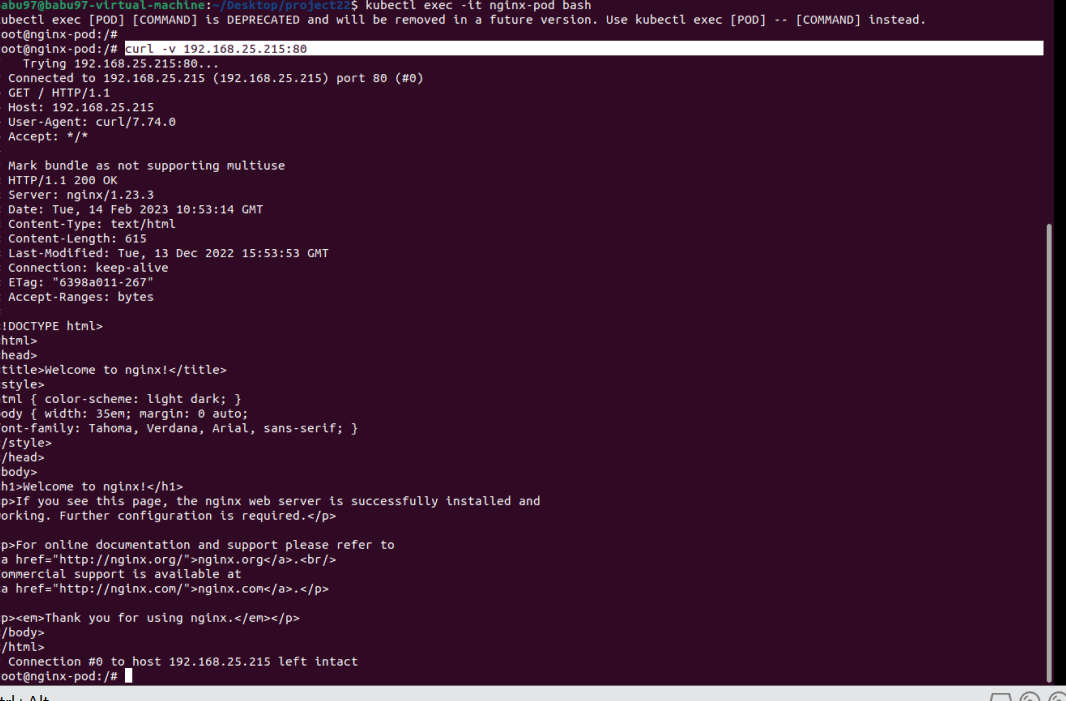 abu97@babu97-virtual-machine:~/Desktop/project22$ kubectl exec -it nginx-pod bash
kubectl exec [POD] [COMMAND] is DEPRECATED and will be removed in a future version. Use kubectl exec [POD] -- [COMMAND] instead.
oot@nginx-pod:/#
oot@nginx-pod:/# curl -v 192.168.25.215:80
Trying 192.168.25.215:80...
Connected to 192.168.25.215 (192.168.25.215) port 80 (#0)
GET / HTTP/1.1
Host: 192.168.25.215
User-Agent: curl/7.74.0
Accept: */*
Mark bundle as not supporting multiuse
HTTP/1.1 200 OK
Server: nginx/1.23.3
Date: Tue, 14 Feb 2023 10:53:14 GMT
Content-Type: text/html
Content-Length: 615
Last-Modified: Tue, 13 Dec 2022 15:53:53 GMT
Connection: keep-alive
ETag: "6398a011-267"
Accept-Ranges: bytes
!DOCTYPE html>
html>
head>
title>Welcome to nginx!</title>
style>
tml { color-scheme: light dark; }
ody { width: 35em; margin: 0 auto;
ont-family: Tahoma, Verdana, Arial, sans-serif; }
/style>
/head>
body>
h1>Welcome to nginx!</h1>
p>If you see this page, the nginx web server is successfully installed and
orking. Further configuration is required.</p>
p>For online documentation and support please refer to
a href="http://nginx.org/">nginx.org</a>.<br/>
ommercial support is available at
a href="http://nginx.com/">nginx.com</a>.</p>
p><em>Thank you for using nginx.</em></p>
/body>
/html>
Connection #0 to host 192.168.25.215 left intact
oot@nginx-pod:/#